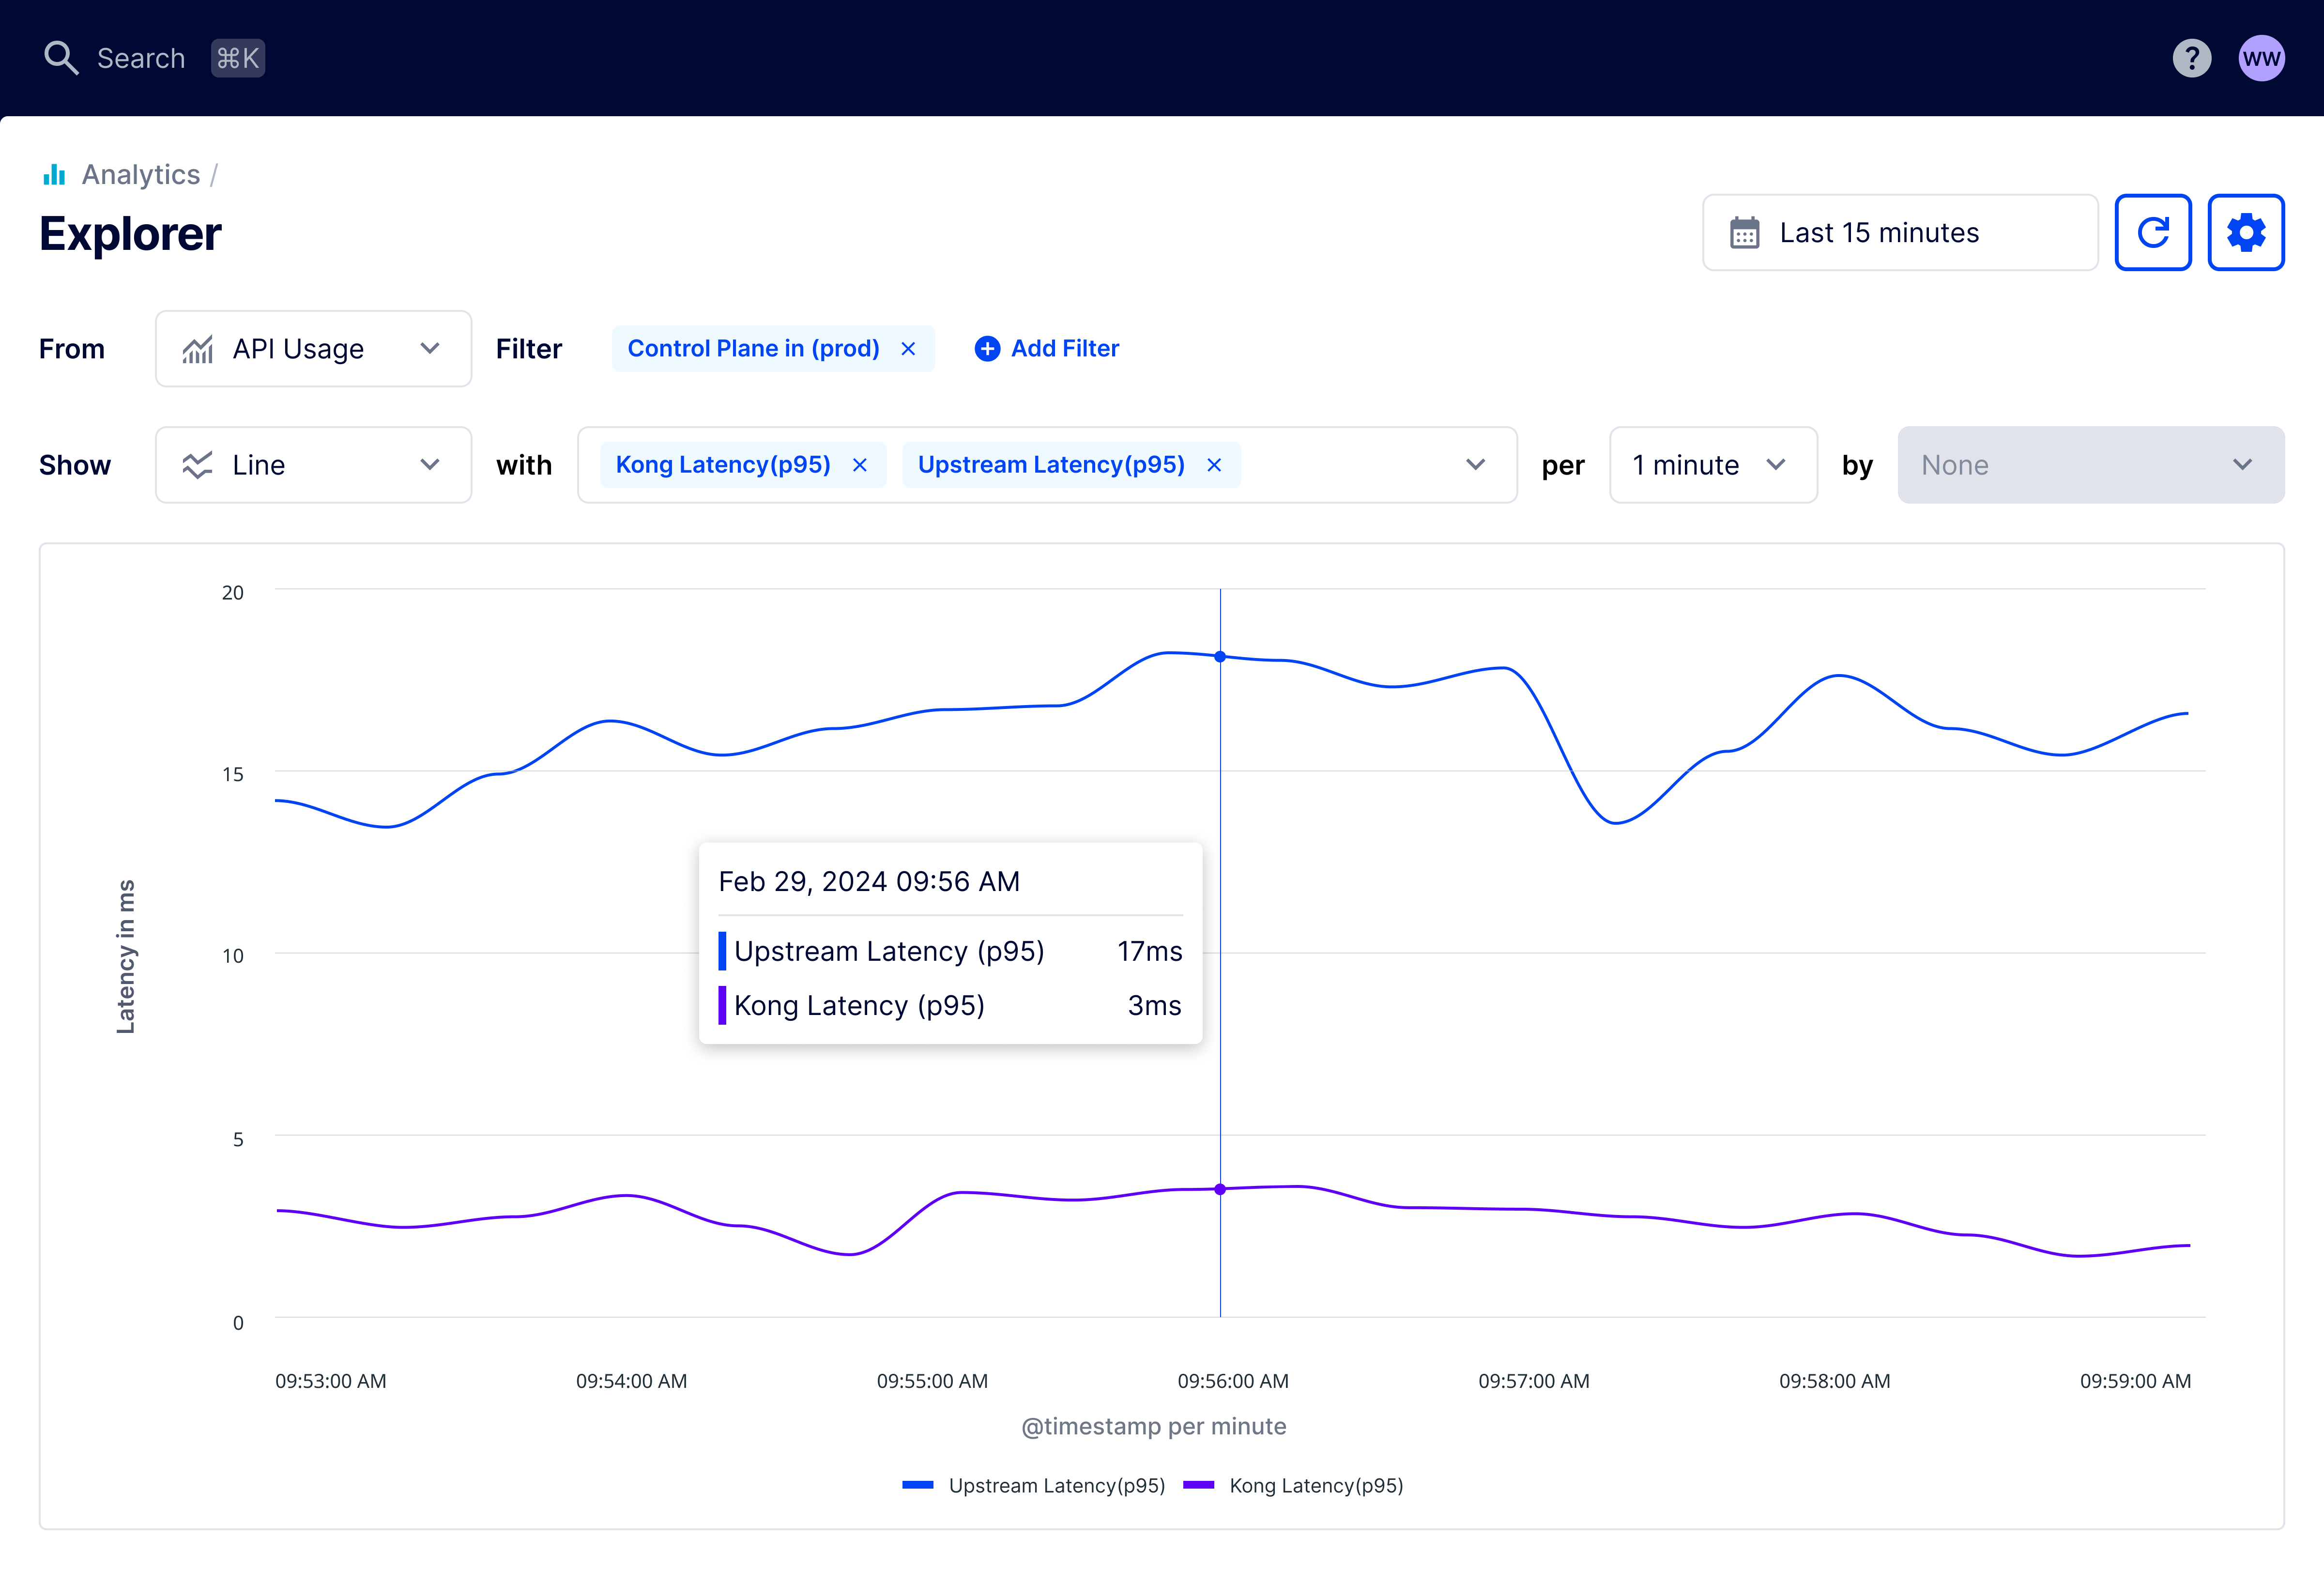 Search ⌘K
? WW
Analytics /
Explorer
Last 15 minutes
From API Usage Filter Control Plane in (prod) × Add Filter
Show Line with Kong Latency(p95) × Upstream Latency(p95) × per 1 minute by None
20
15
10
5
0
Latency in ms
Feb 29, 2024 09:56 AM
Upstream Latency (p95) 17ms
Kong Latency (p95) 3ms
09:53:00 AM 09:54:00 AM 09:55:00 AM 09:56:00 AM 09:57:00 AM 09:58:00 AM 09:59:00 AM
@timestamp per minute
Upstream Latency(p95) Kong Latency(p95)